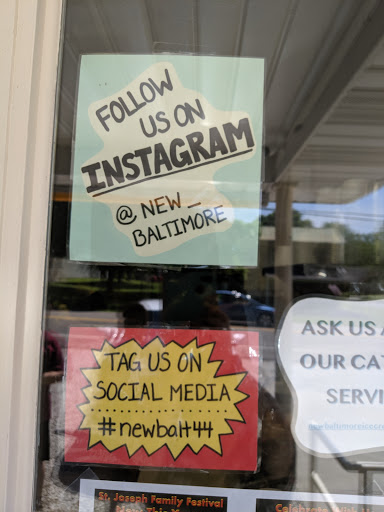 FOLLOW
US ON
INSTAGRAM
@ NEW_
BALTIMORE
TAG US ON
SOCIAL MEDIA
#newbalt44
ASK US
OUR
SERVI
St. Joseph Family Festival
Celebrate